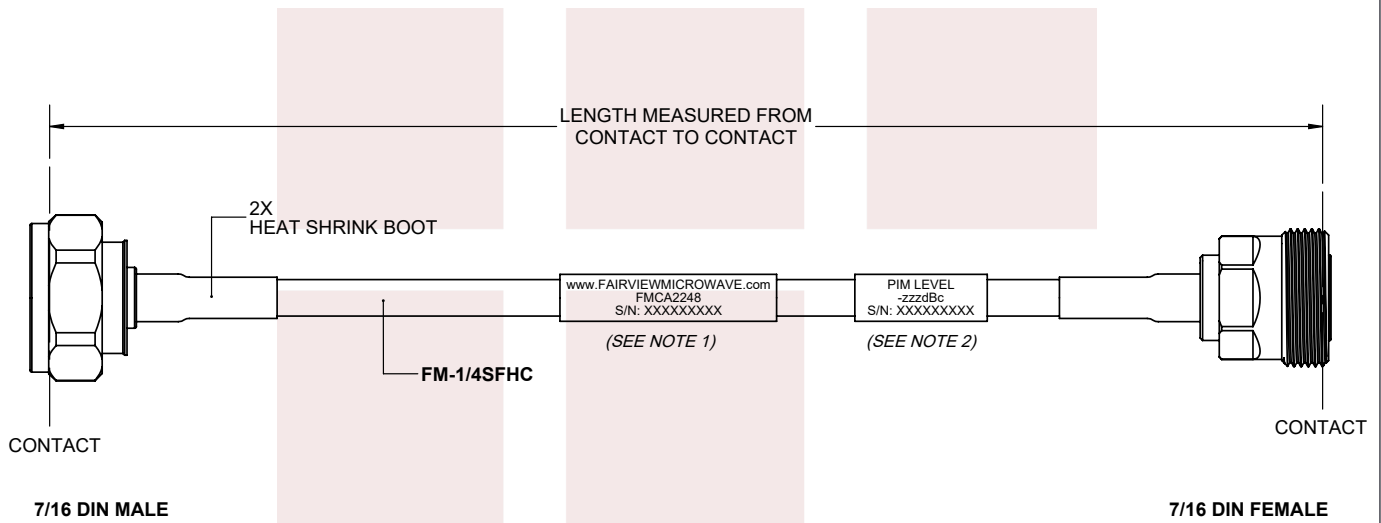 LENGTH MEASURED FROM
CONTACT TO CONTACT
2X
HEAT SHRINK BOOT
www.FAIRVIEWMICROWAVE.com
FMCA2248
S/N: XXXXXXXXX
PIM LEVEL
-zzzdBc
S/N: XXXXXXXXX
(SEE NOTE 1)
(SEE NOTE 2)
FM-1/4SFHC
CONTACT
CONTACT
7/16 DIN MALE
7/16 DIN FEMALE